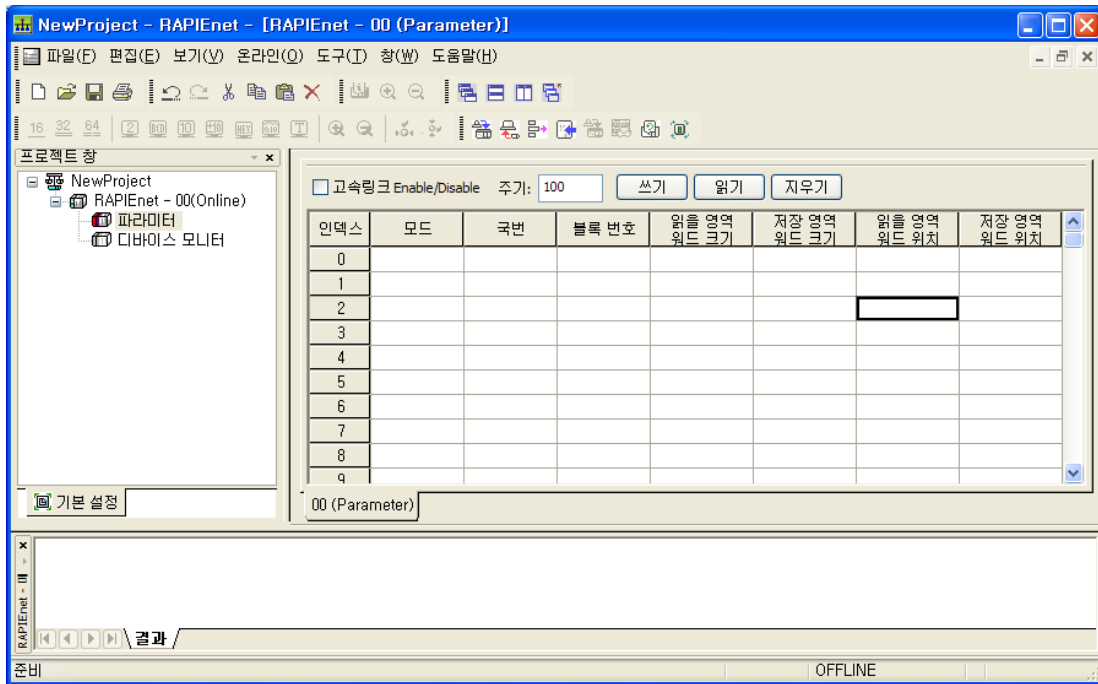 NewProject - RAPIEnet - [RAPIEnet - 00 (Parameter)]
파일(F) 편집(E) 보기(V) 온라인(O) 도구(T) 창(W) 도움말(H)
16 32 64 2 BCD 10 ±10 HEX T
프로젝트 창
NewProject
RAPIEnet - 00(Online)
파라미터
디바이스 모니터
기본 설정
고속링크 Enable/Disable 주기: 100 쓰기 읽기 지우기
인덱스 모드 국번 블록 번호 읽을 영역 워드 크기 저장 영역 워드 크기 읽을 영역 워드 위치 저장 영역 워드 위치
0
1
2
3
4
5
6
7
8
9
00 (Parameter)
RAPIEnet -
결과
준비 OFFLINE